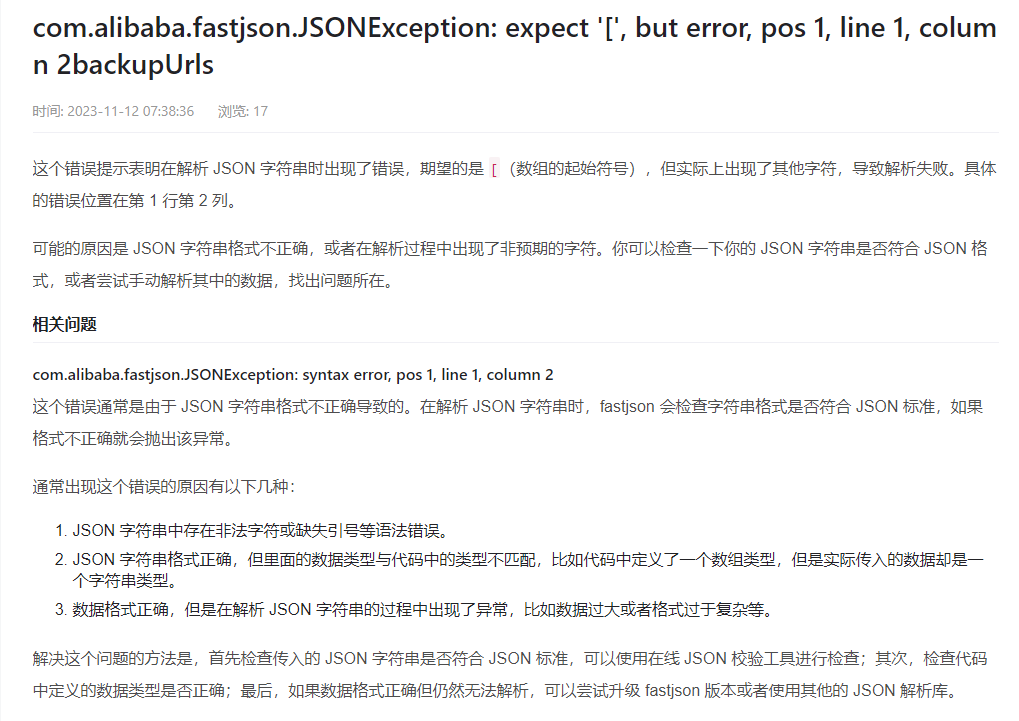 com.alibaba.fastjson.JSONException: expect '[', but error, pos 1, line 1, colum
n 2backupUrls
时间: 2023-11-12 07:38:36 浏览: 17
这个错误提示表明在解析 JSON 字符串时出现了错误，期望的是 [（数组的起始符号），但实际上出现了其他字符，导致解析失败。具体
的错误位置在第 1 行第 2 列。
可能的原因是 JSON 字符串格式不正确，或者在解析过程中出现了非预期的字符。你可以检查一下你的 JSON 字符串是否符合 JSON 格
式，或者尝试手动解析其中的数据，找出问题所在。
相关问题
com.alibaba.fastjson.JSONException: syntax error, pos 1, line 1, column 2
这个错误通常是由于 JSON 字符串格式不正确导致的。在解析 JSON 字符串时，fastjson 会检查字符串格式是否符合 JSON 标准，如果
格式不正确就会抛出该异常。
通常出现这个错误的原因有以下几种：
1. JSON 字符串中存在非法字符或缺失引号等语法错误。
2. JSON 字符串格式正确，但里面的数据类型与代码中的类型不匹配，比如代码中定义了一个数组类型，但是实际传入的数据却是一
个字符串类型。
3. 数据格式正确，但是在解析 JSON 字符串的过程中出现了异常，比如数据过大或者格式过于复杂等。
解决这个问题的方法是，首先检查传入的 JSON 字符串是否符合 JSON 标准，可以使用在线 JSON 校验工具进行检查；其次，检查代码
中定义的数据类型是否正确；最后，如果数据格式正确但仍然无法解析，可以尝试升级 fastjson 版本或者使用其他的 JSON 解析库。